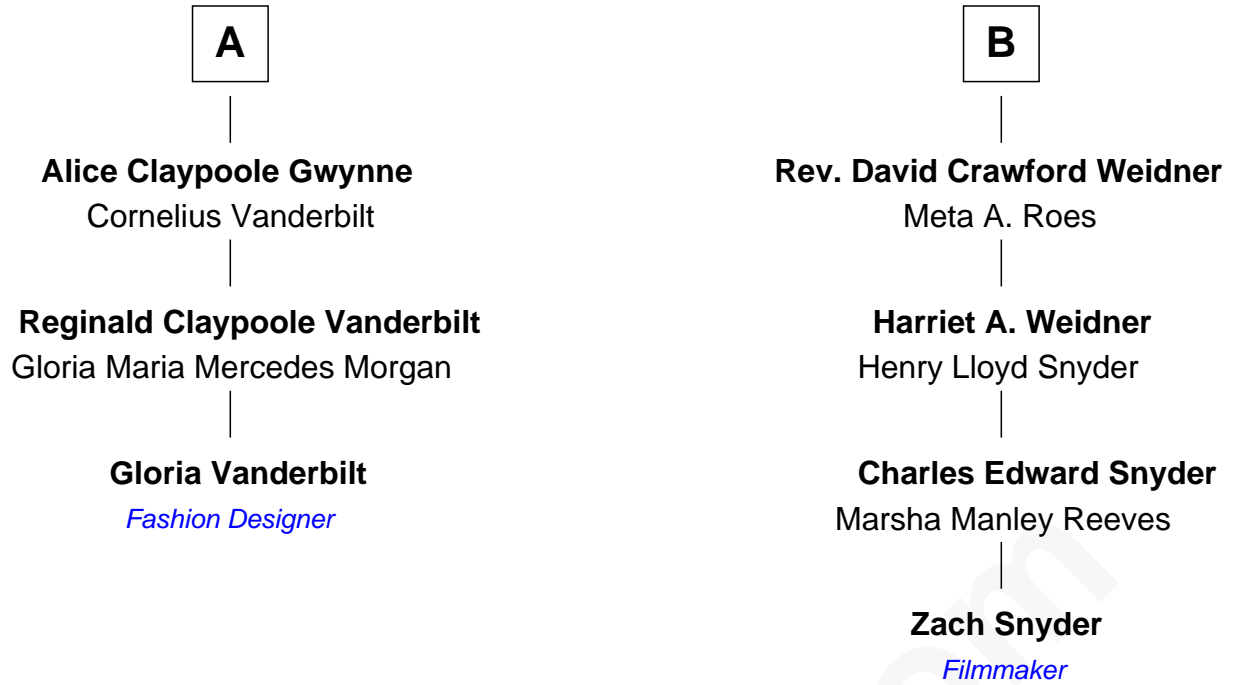 A
Alice Claypoole Gwynne
Cornelius Vanderbilt
Reginald Claypoole Vanderbilt
Gloria Maria Mercedes Morgan
Gloria Vanderbilt
Fashion Designer
B
Rev. David Crawford Weidner
Meta A. Roes
Harriet A. Weidner
Henry Lloyd Snyder
Charles Edward Snyder
Marsha Manley Reeves
Zach Snyder
Filmmaker